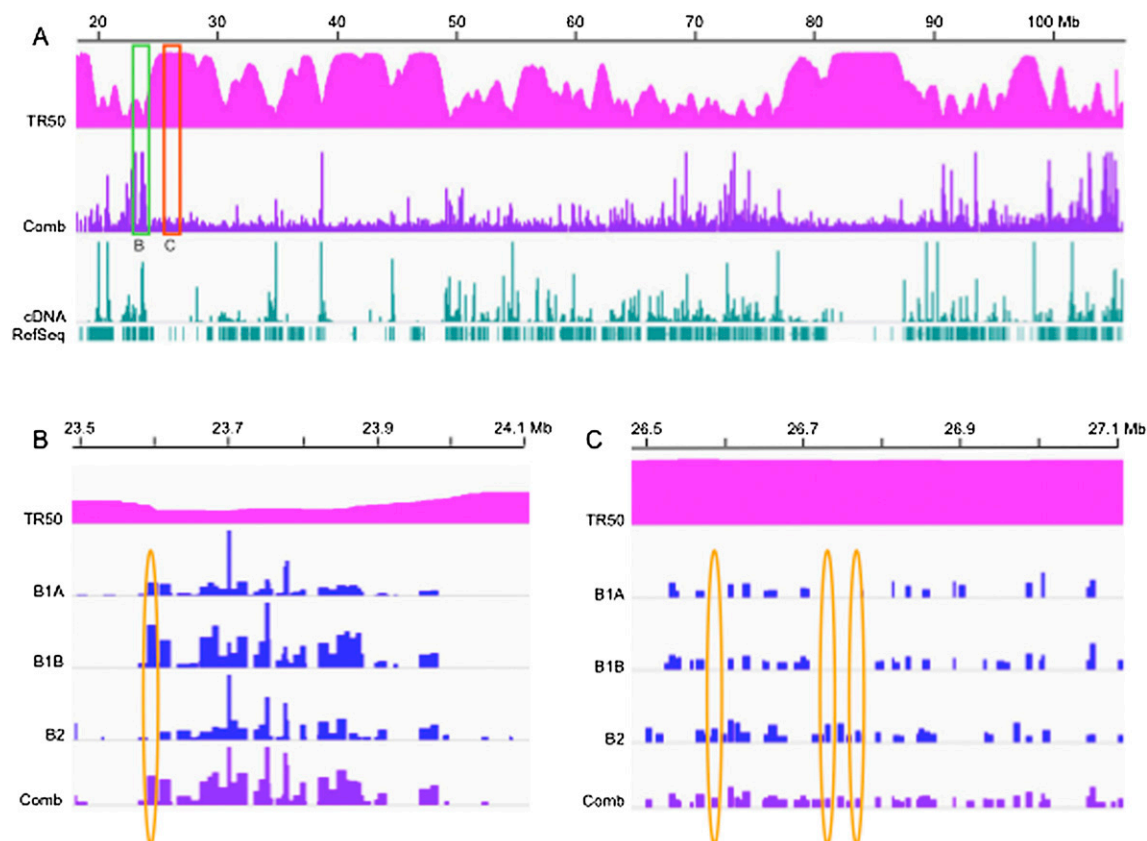 A
20 30 40 50 60 70 80 90 100 Mb
TR50
Comb
B C
cDNA
RefSeq
B
23.5 23.7 23.9 24.1 Mb
TR50
B1A
B1B
B2
Comb
C
26.5 26.7 26.9 27.1 Mb
TR50
B1A
B1B
B2
Comb